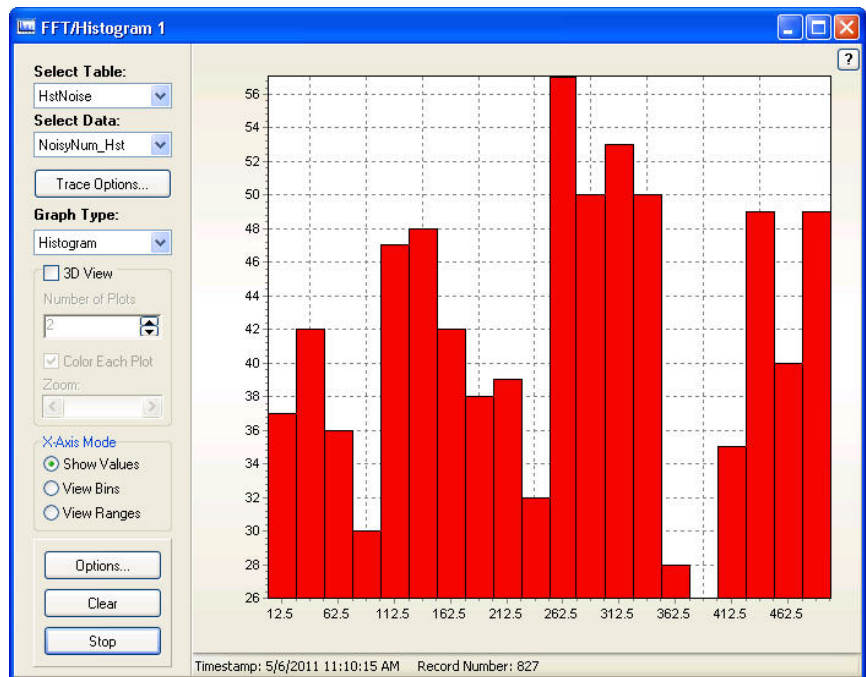 FFT/Histogram 1
?
Select Table:
HstNoise
Select Data:
NoisyNum_Hst
Trace Options...
Graph Type:
Histogram
3D View
Number of Plots
2
Color Each Plot
Zoom:
X-Axis Mode
Show Values
View Bins
View Ranges
Options...
Clear
Stop
56
54
52
50
48
46
44
42
40
38
36
34
32
30
28
26
12.5 62.5 112.5 162.5 212.5 262.5 312.5 362.5 412.5 462.5
Timestamp: 5/6/2011 11:10:15 AM Record Number: 827